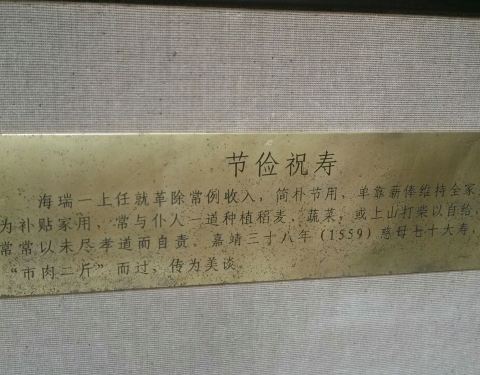 节俭祝寿
海瑞一上任就革除常例收入，简朴节用，单靠薪俸维持全家
为补贴家用，常与仆人一道种植稻麦、蔬菜，或上山打柴以自给，
常常以未尽孝道而自责。嘉靖三十八年（1559）慈母七十大寿，
“市肉二斤”而过，传为美谈